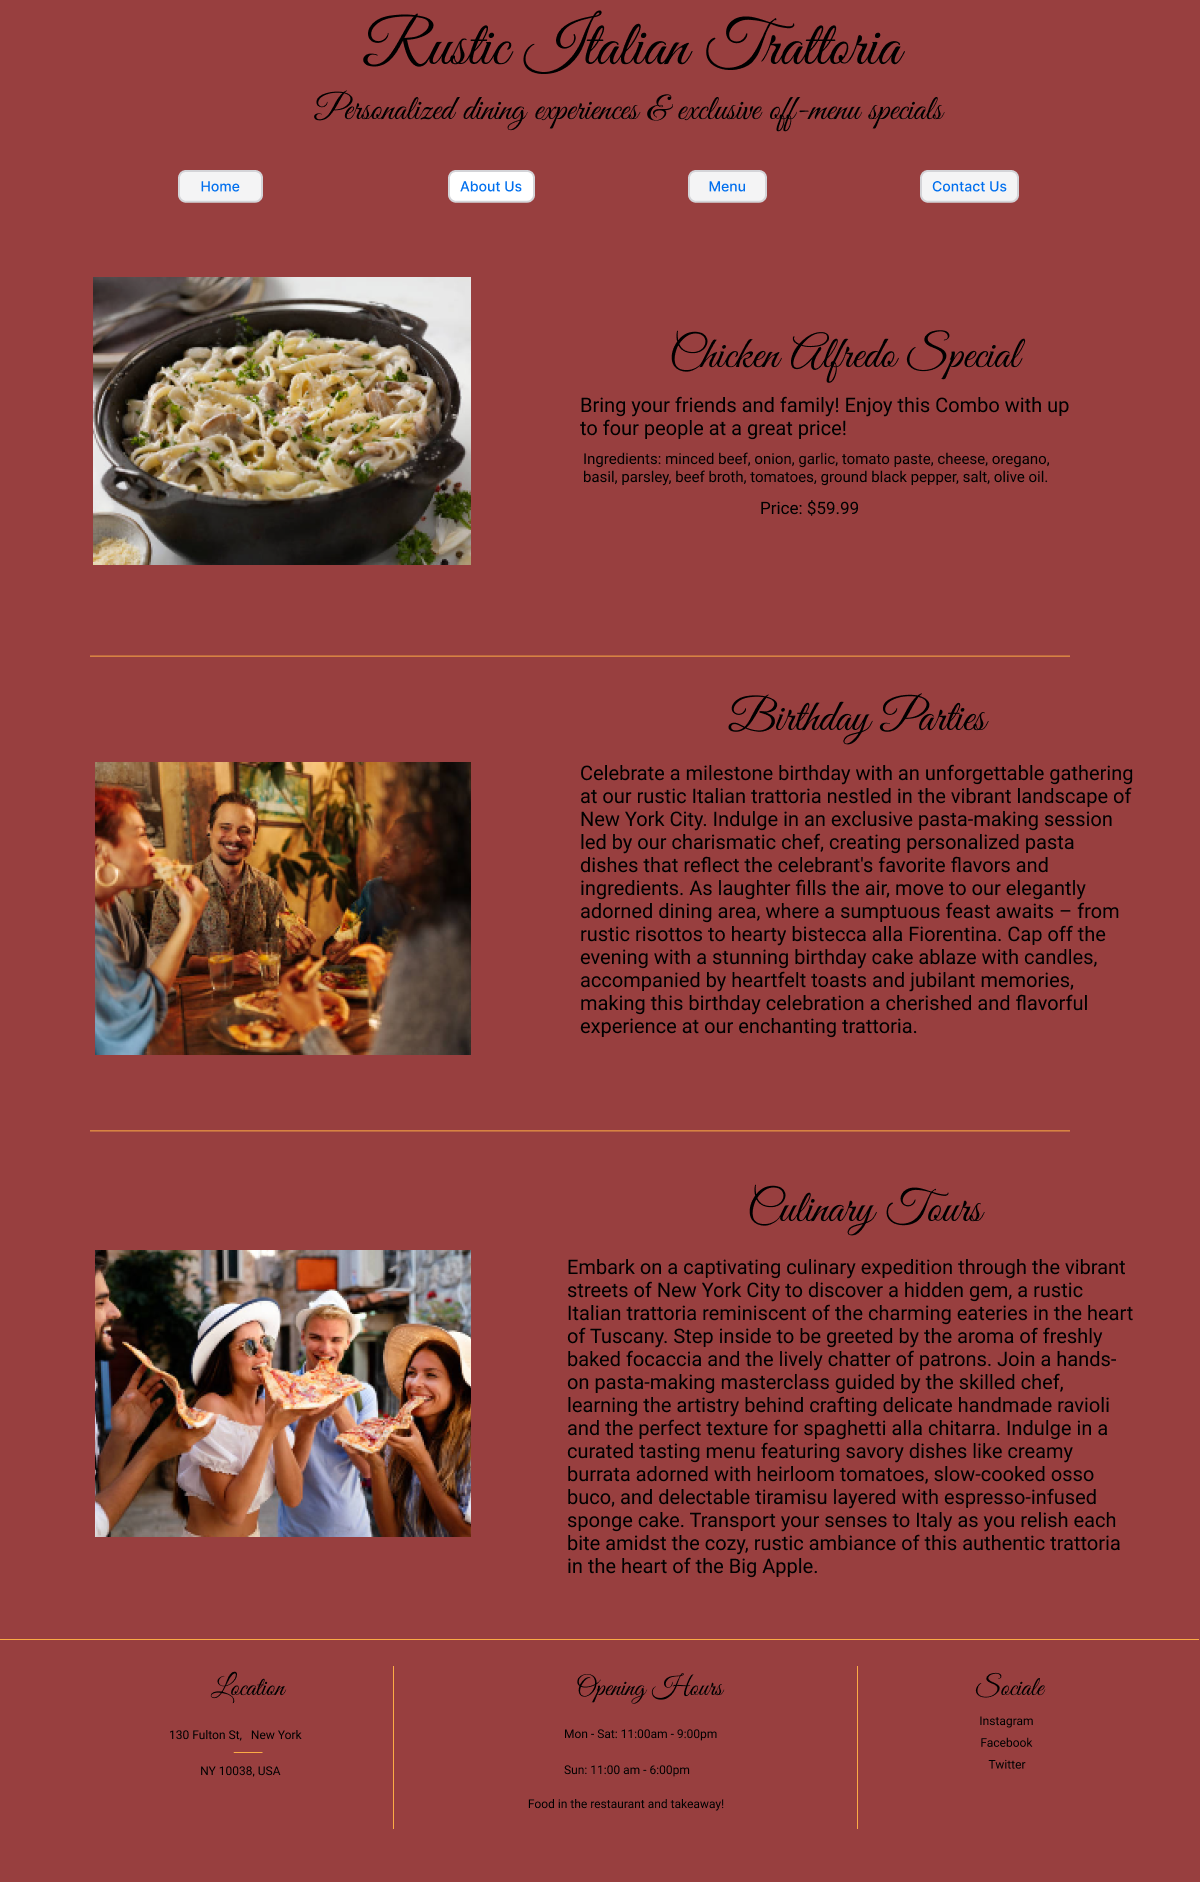 Rustic Italian Trattoria
Personalized dining experiences & exclusive off-menu specials
Home
About Us
Menu
Contact Us
Chicken Alfredo Special
Bring your friends and family! Enjoy this Combo with up
to four people at a great price!
Ingredients: minced beef, onion, garlic, tomato paste, cheese, oregano,
basil, parsley, beef broth, tomatoes, ground black pepper, salt, olive oil.
Price: $59.99
Birthday Parties
Celebrate a milestone birthday with an unforgettable gathering
at our rustic Italian trattoria nestled in the vibrant landscape of
New York City. Indulge in an exclusive pasta-making session
led by our charismatic chef, creating personalized pasta
dishes that reflect the celebrant's favorite flavors and
ingredients. As laughter fills the air, move to our elegantly
adorned dining area, where a sumptuous feast awaits – from
rustic risottos to hearty bistecca alla Fiorentina. Cap off the
evening with a stunning birthday cake ablaze with candles,
accompanied by heartfelt toasts and jubilant memories,
making this birthday celebration a cherished and flavorful
experience at our enchanting trattoria.
Culinary Tours
Embark on a captivating culinary expedition through the vibrant
streets of New York City to discover a hidden gem, a rustic
Italian trattoria reminiscent of the charming eateries in the heart
of Tuscany. Step inside to be greeted by the aroma of freshly
baked focaccia and the lively chatter of patrons. Join a hands-
on pasta-making masterclass guided by the skilled chef,
learning the artistry behind crafting delicate handmade ravioli
and the perfect texture for spaghetti alla chitarra. Indulge in a
curated tasting menu featuring savory dishes like creamy
burrata adorned with heirloom tomatoes, slow-cooked osso
buco, and delectable tiramisu layered with espresso-infused
sponge cake. Transport your senses to Italy as you relish each
bite amidst the cozy, rustic ambiance of this authentic trattoria
in the heart of the Big Apple.
Location
130 Fulton St, New York
NY 10038, USA
Opening Hours
Mon - Sat: 11:00am - 9:00pm
Sun: 11:00 am - 6:00pm
Food in the restaurant and takeaway!
Sociale
Instagram
Facebook
Twitter